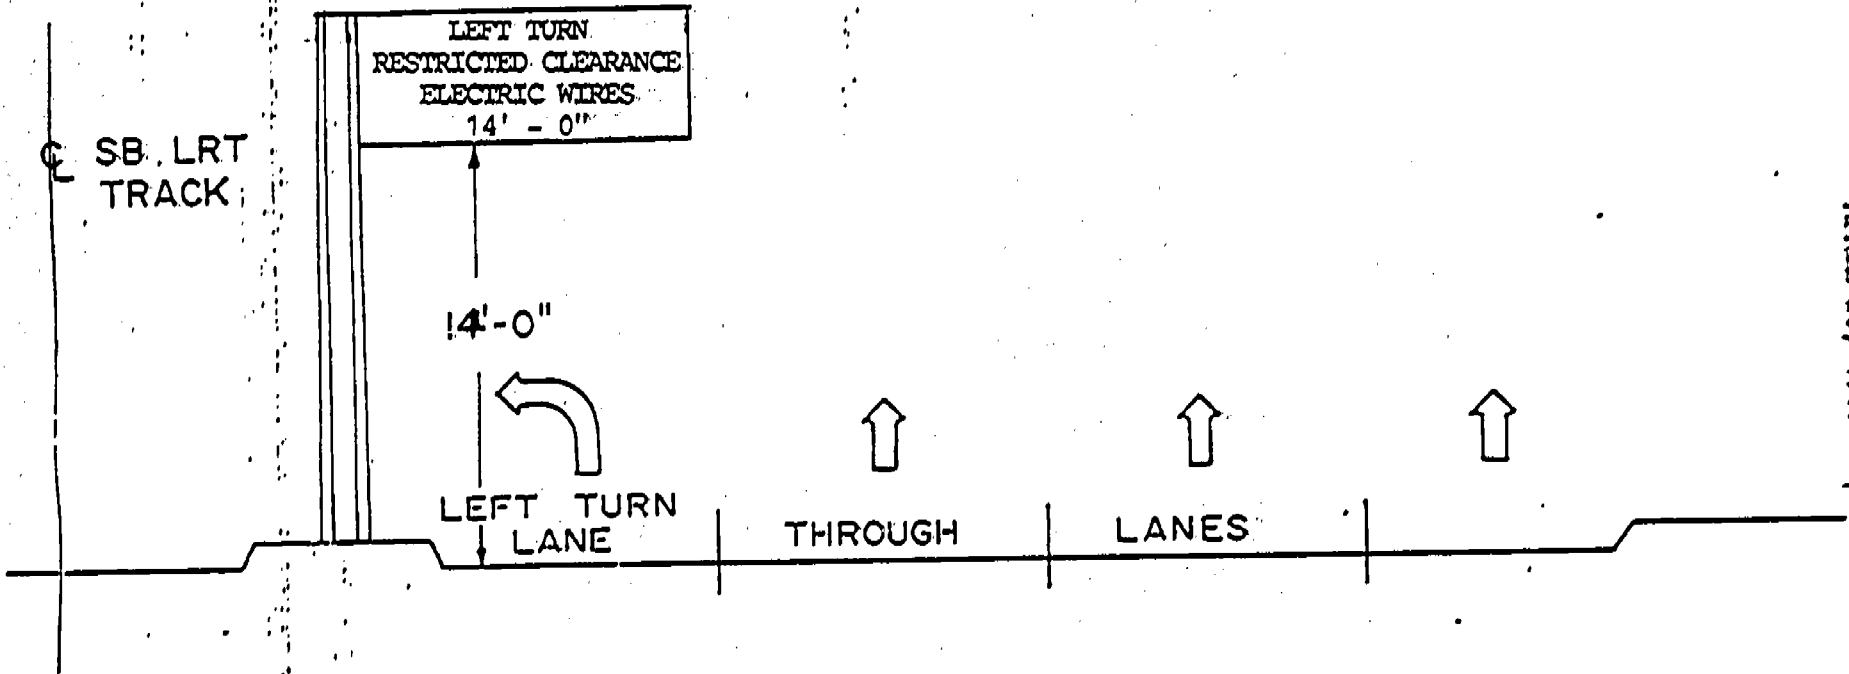 LEFT TURN
RESTRICTED CLEARANCE
ELECTRIC WIRES
14' - 0"
℄ SB. LRT
TRACK
14'-0"
LEFT TURN
LANE
THROUGH LANES